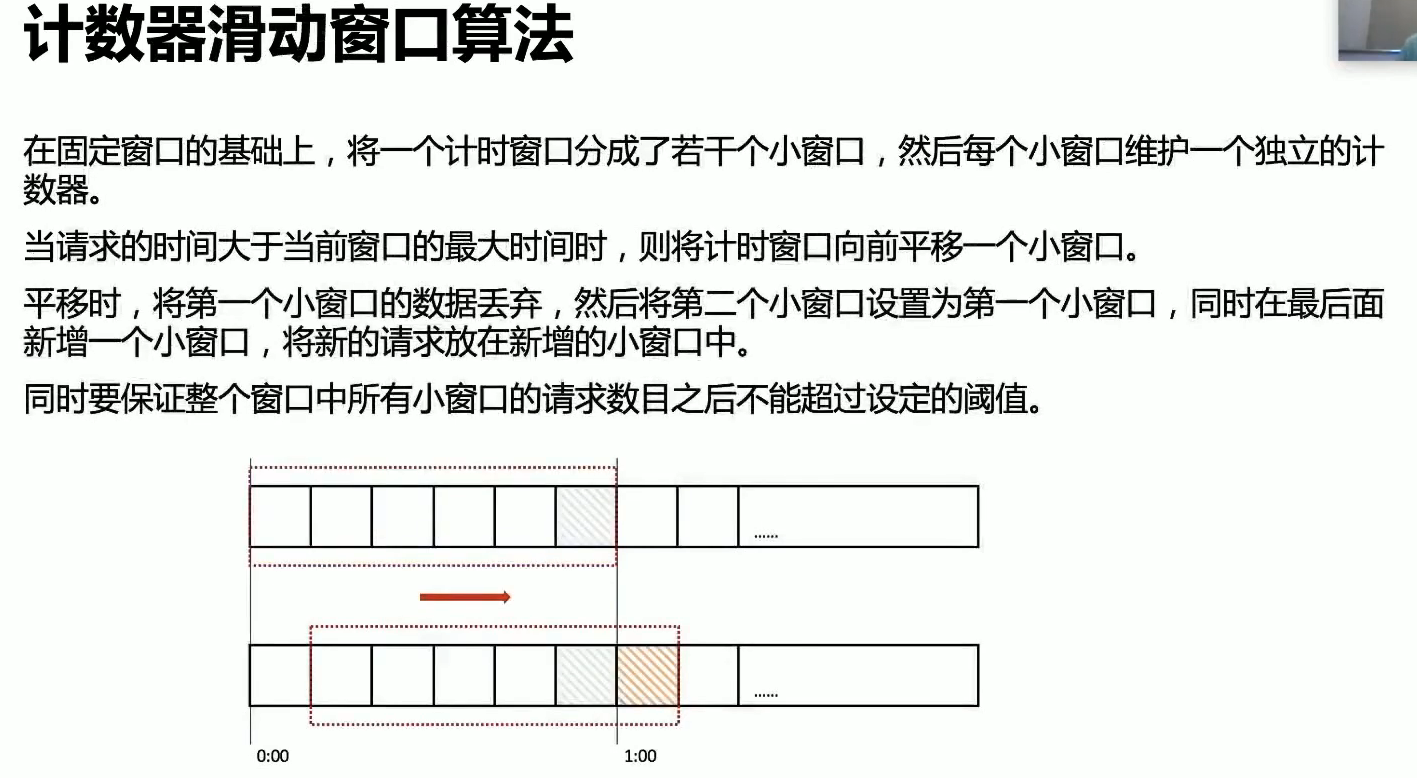 计数器滑动窗口算法
在固定窗口的基础上，将一个计时窗口分成了若干个小窗口，然后每个小窗口维护一个独立的计
数器。
当请求的时间大于当前窗口的最大时间时，则将计时窗口向前平移一个小窗口。
平移时，将第一个小窗口的数据丢弃，然后将第二个小窗口设置为第一个小窗口，同时在最后面
新增一个小窗口，将新的请求放在新增的小窗口中。
同时要保证整个窗口中所有小窗口的请求数目之后不能超过设定的阈值。
......
......
0:00
1:00